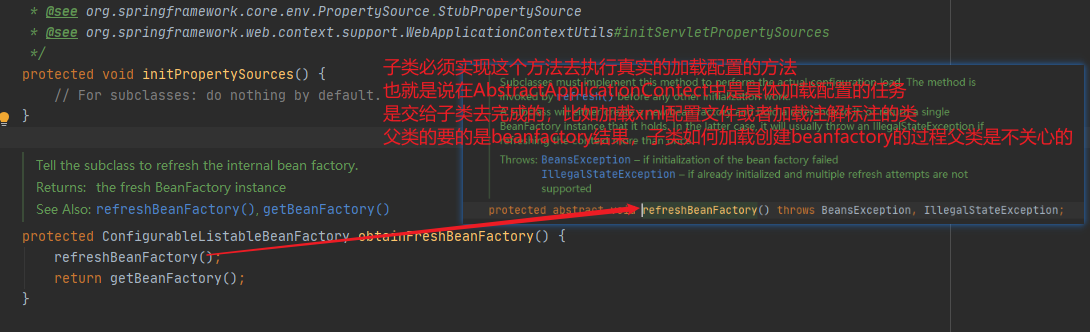 * @see org.springframework.core.env.PropertySource.StubPropertySource
* @see org.springframework.web.context.support.WebApplicationContextUtils#initServletPropertySources
*/
protected void initPropertySources() {
// For subclasses: do nothing by default.
}
子类必须实现这个方法去执行真实的加载配置的方法
也就是说在AbstractApplicationContect中是具体加载配置的任务
是交给子类去完成的，比如加载xml配置文件或者加载注解标注的类
父类的要的是beanfactory结果，子类如何加载创建beanfactory的过程父类是不关心的
Subclasses must implement this method to perform the actual configuration load. The method is
invoked by refresh() before any other initialization work.
BeanFactory instance that it holds. In the latter case, it will usually throw an IllegalStateException if
refreshing the context more than once.
Throws: BeansException – if initialization of the bean factory failed
IllegalStateException – if already initialized and multiple refresh attempts are not
supported
protected abstract void refreshBeanFactory() throws BeansException, IllegalStateException;
Tell the subclass to refresh the internal bean factory.
Returns: the fresh BeanFactory instance
See Also: refreshBeanFactory(), getBeanFactory()
protected ConfigurableListableBeanFactory obtainFreshBeanFactory() {
refreshBeanFactory();
return getBeanFactory();
}